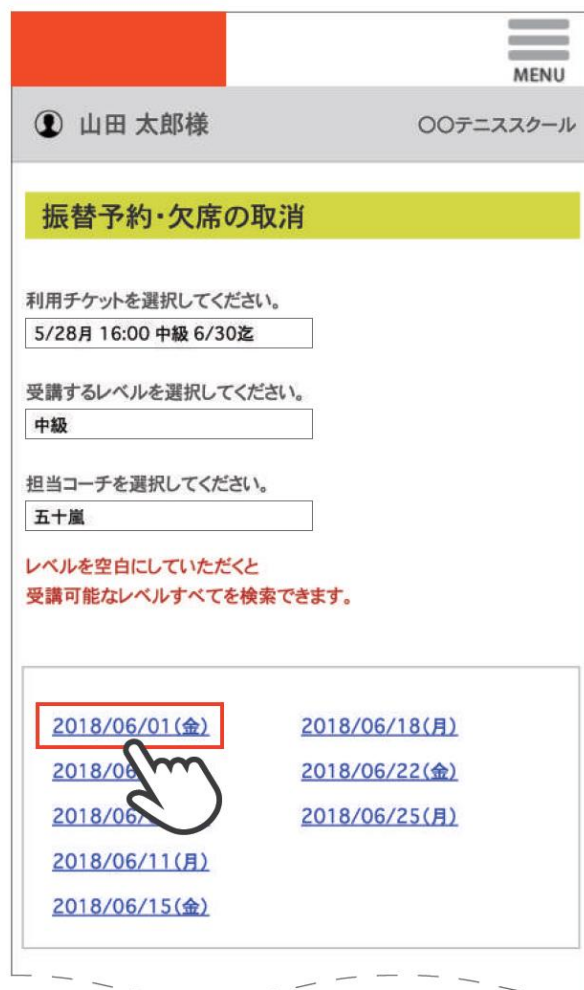 MENU
山田 太郎様
〇〇テニススクール
振替予約・欠席の取消
利用チケットを選択してください。
5/28月 16:00 中級 6/30迄
受講するレベルを選択してください。
中級
担当コーチを選択してください。
五十嵐
レベルを空白にしていただくと
受講可能なレベルすべてを検索できます。
2018/06/01(金)
2018/06
2018/06/
2018/06/11(月)
2018/06/15(金)
2018/06/18(月)
2018/06/22(金)
2018/06/25(月)